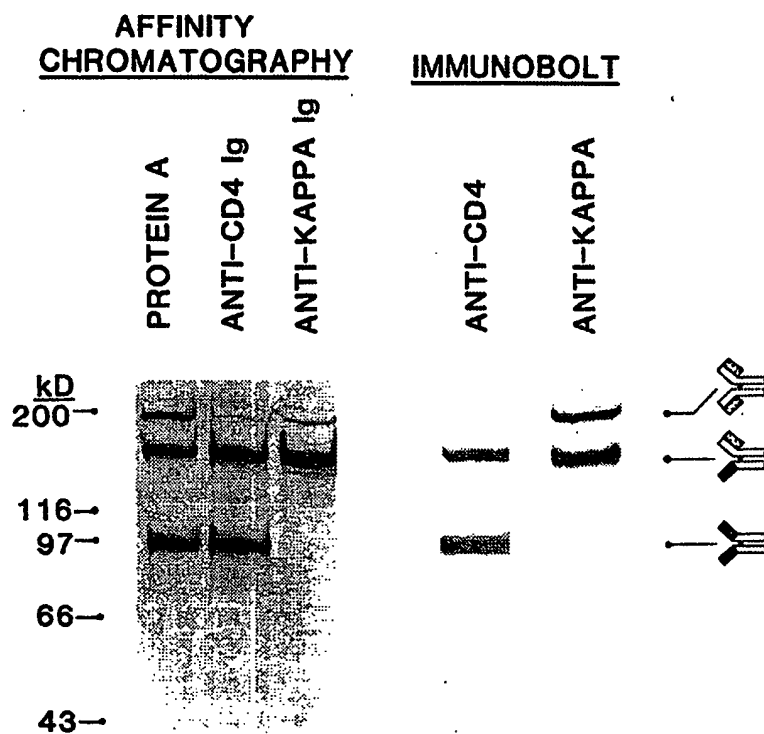 AFFINITY
CHROMATOGRAPHY
IMMUNOBOLT
PROTEIN A
ANTI-CD4 Ig
ANTI-KAPPA Ig
ANTI-CD4
ANTI-KAPPA
kD
200
116
97
66
43